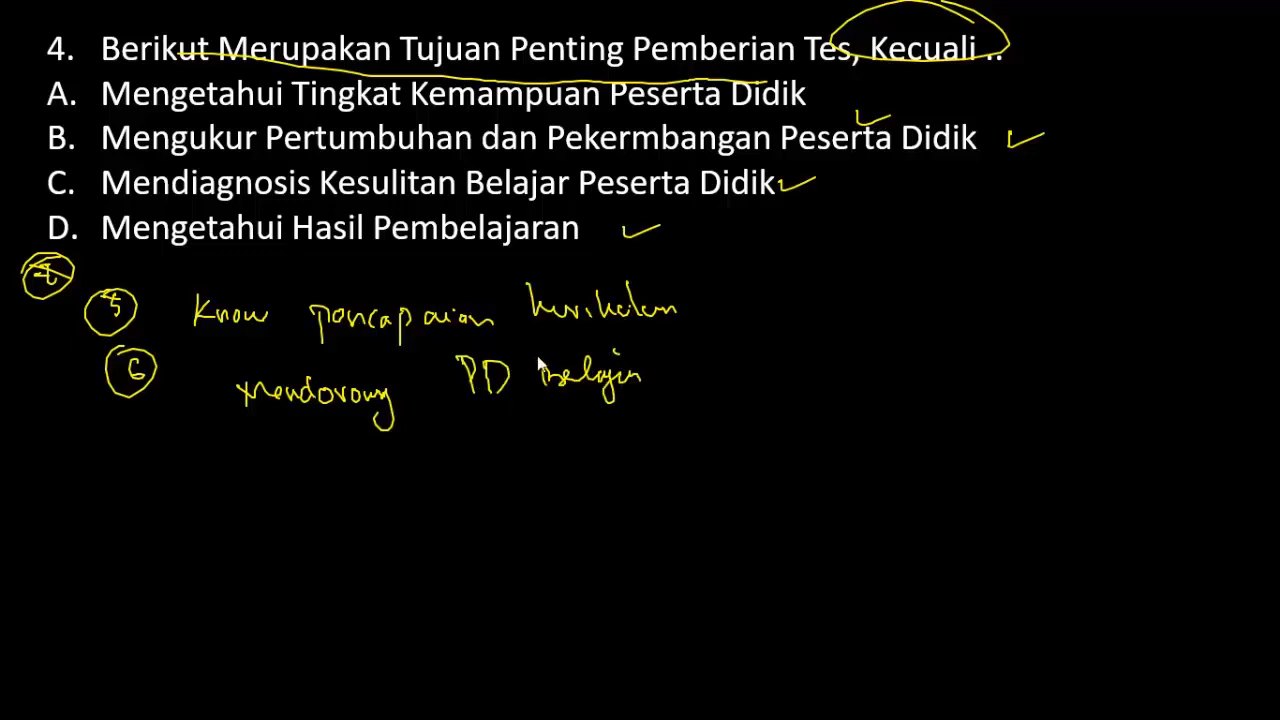 4. Berikut Merupakan Tujuan Penting Pemberian Tes, Kecuali ..
A. Mengetahui Tingkat Kemampuan Peserta Didik
B. Mengukur Pertumbuhan dan Pekermbangan Peserta Didik
C. Mendiagnosis Kesulitan Belajar Peserta Didik
D. Mengetahui Hasil Pembelajaran
5 Know pencapaian kurikulum
6 mendorong PD Belajar